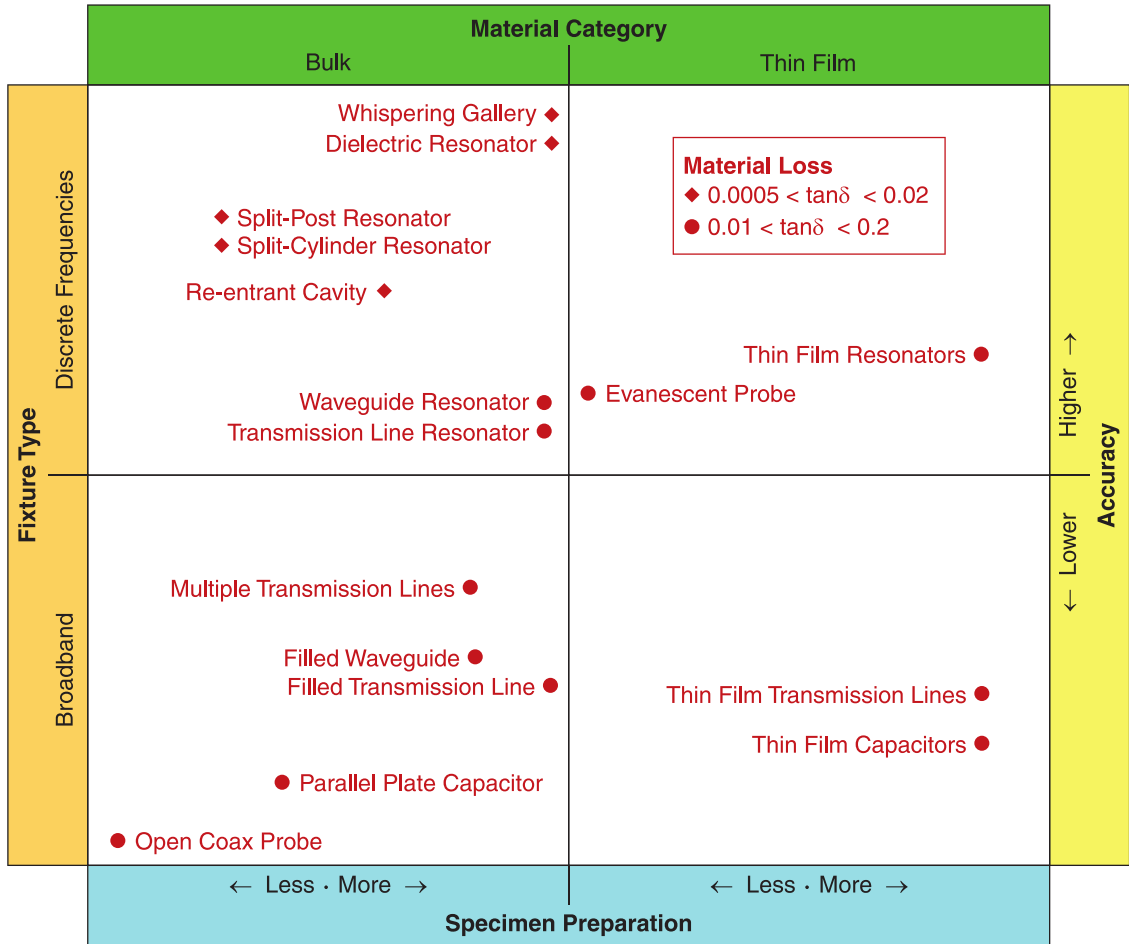 Material Category
Bulk
Thin Film
Fixture Type
Discrete Frequencies
Broadband
Whispering Gallery
Dielectric Resonator
Split-Post Resonator
Split-Cylinder Resonator
Re-entrant Cavity
Waveguide Resonator
Transmission Line Resonator
Material Loss
0.0005 < tanδ < 0.02
0.01 < tanδ < 0.2
Thin Film Resonators
Evanescent Probe
Multiple Transmission Lines
Filled Waveguide
Filled Transmission Line
Parallel Plate Capacitor
Open Coax Probe
Thin Film Transmission Lines
Thin Film Capacitors
Higher →
← Lower
Accuracy
← Less · More →
← Less · More →
Specimen Preparation